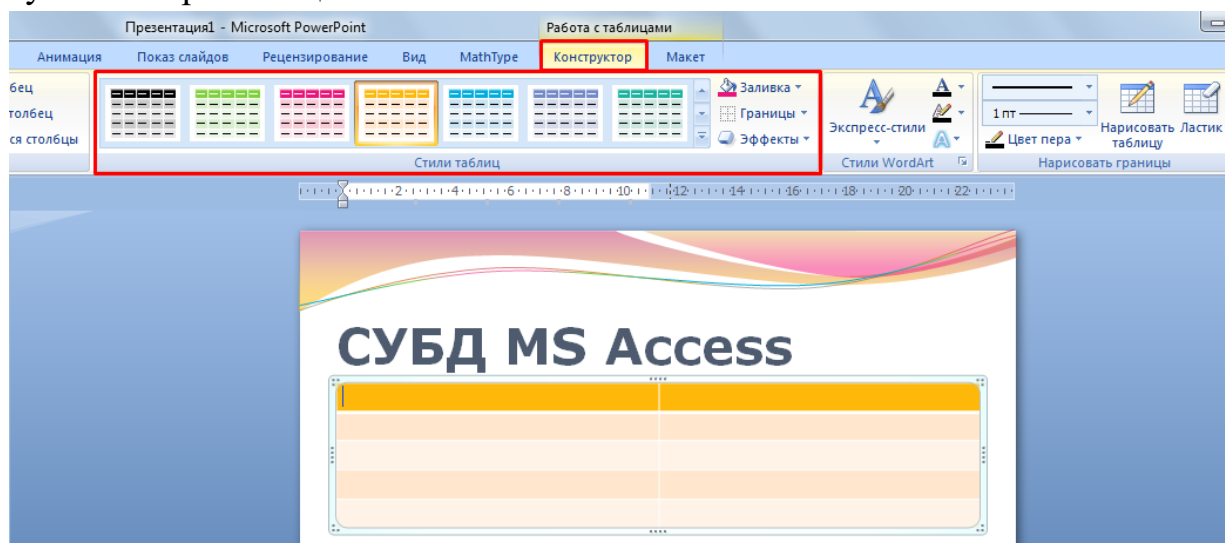 Презентация1 - Microsoft PowerPoint
Работа с таблицами
Анимация Показ слайдов Рецензирование Вид MathType Конструктор Макет
бец
толбец
ся столбцы
Заливка
Границы
Эффекты
Стили таблиц
Экспресс-стили
Стили WordArt
1 пт
Цвет пера
Нарисовать таблицу
Ластик
Нарисовать границы
2 4 6 8 10 12 14 16 18 20 22
СУБД MS Access